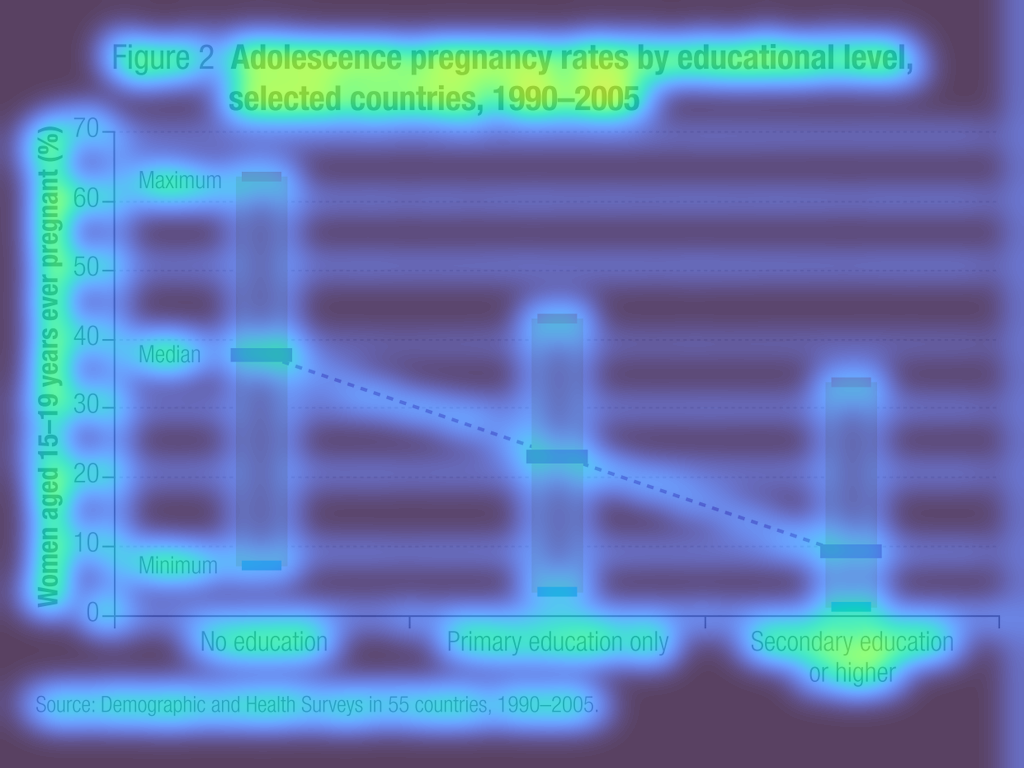 Figure 2 Adolescence pregnancy rates by educational level,
selected countries, 1990–2005
Women aged 15–19 years ever pregnant (%)
70
60
50
40
30
20
10
0
Maximum
Median
Minimum
No education
Primary education only
Secondary education
or higher
Source: Demographic and Health Surveys in 55 countries, 1990–2005.